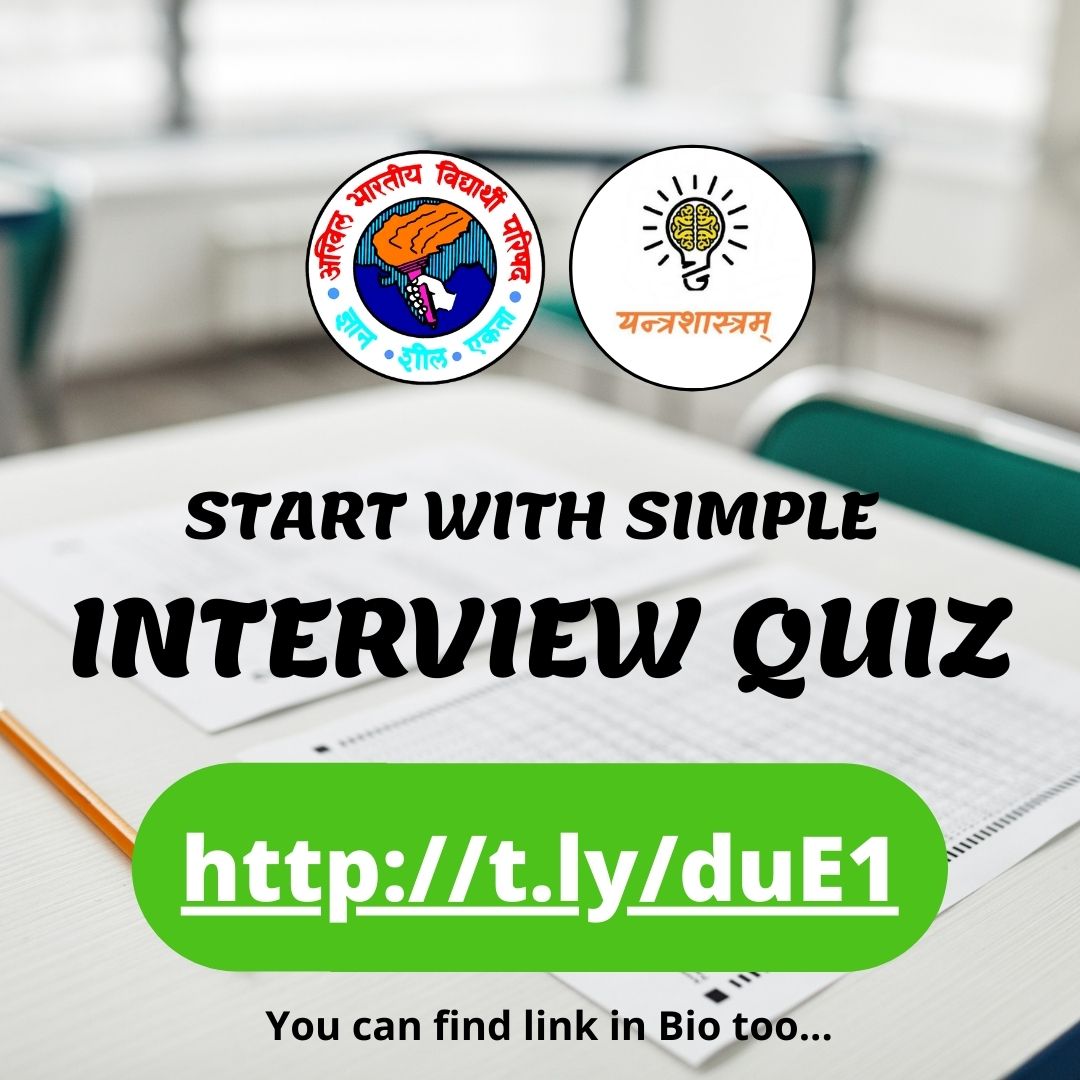 अखिल भारतीय विद्यार्थी परिषद
ज्ञान • शील • एकता
यन्त्रशास्त्रम्
START WITH SIMPLE
INTERVIEW QUIZ
http://t.ly/duE1
You can find link in Bio too...